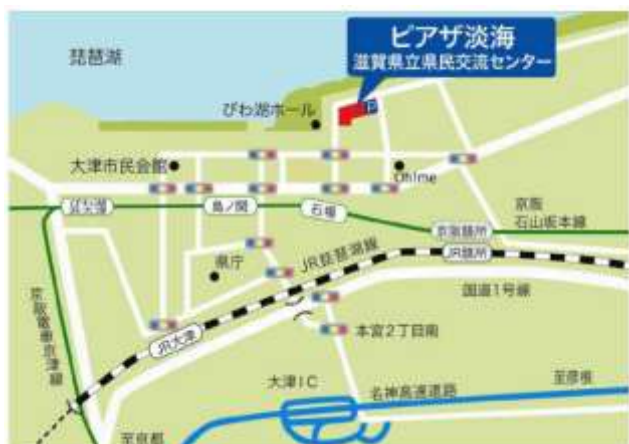 琵琶湖
ピアザ淡海
滋賀県立県民交流センター
P
びわ湖ホール
大津市民会館
Oh!me
京阪
石山坂本線
島ノ関
石場
京阪膳所
JR膳所
県庁
JR琵琶湖線
国道1号線
京阪電車京津線
JR大津
本宮2丁目南
大津IC
名神高速道路
至彦根
至京都